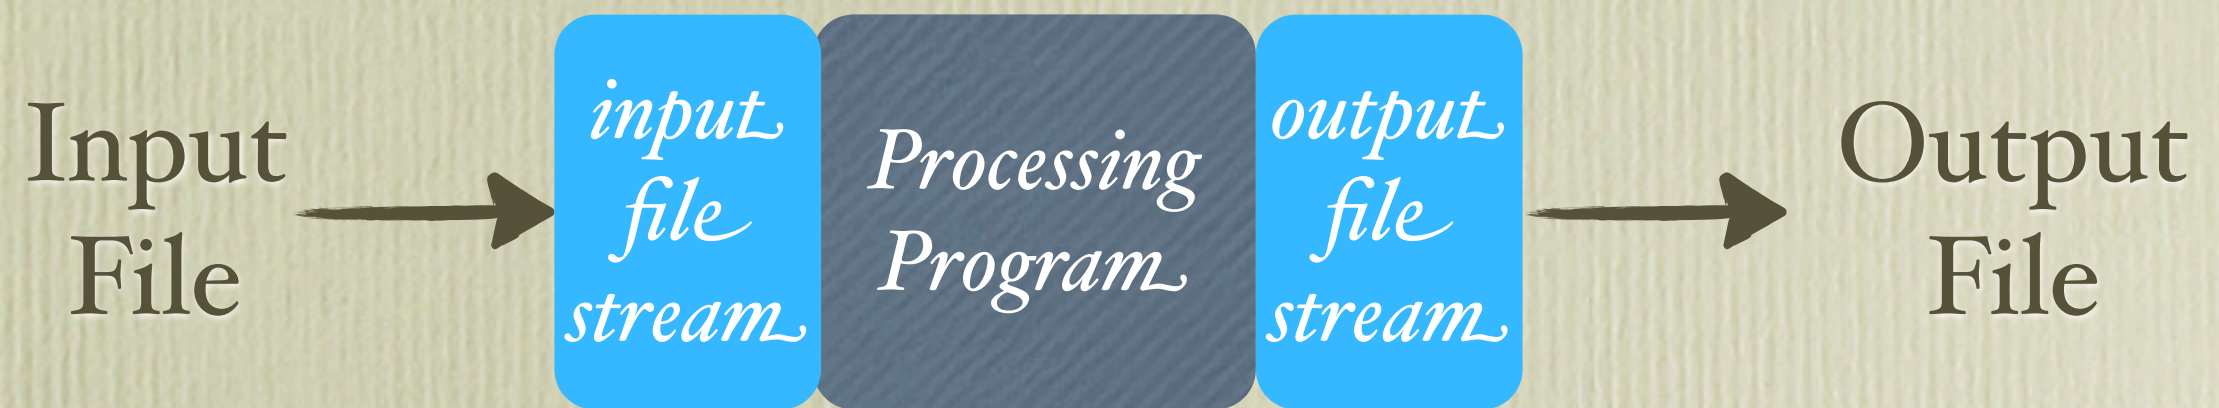 Input
File
input
file
stream
Processing
Program
output
file
stream
Output
File